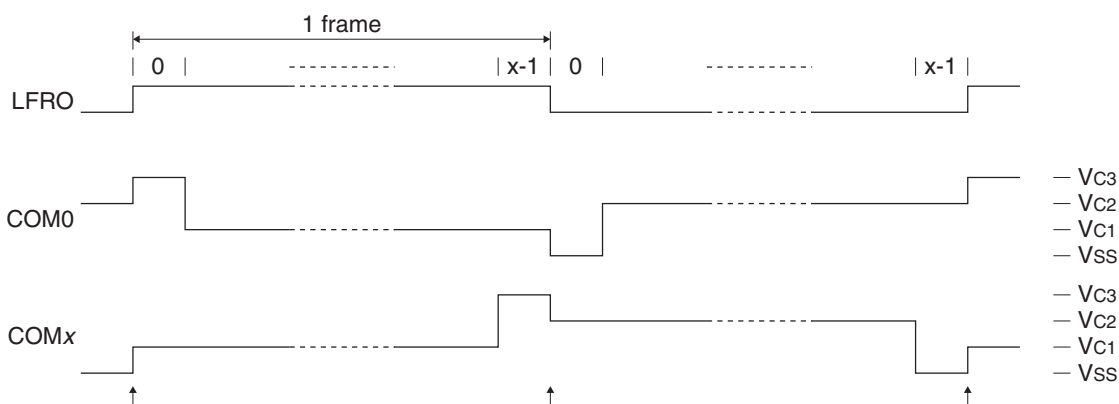 1 frame
0 x-1 0 x-1
LFRO
COM0
VC3
VC2
VC1
VSS
COMx
VC3
VC2
VC1
VSS